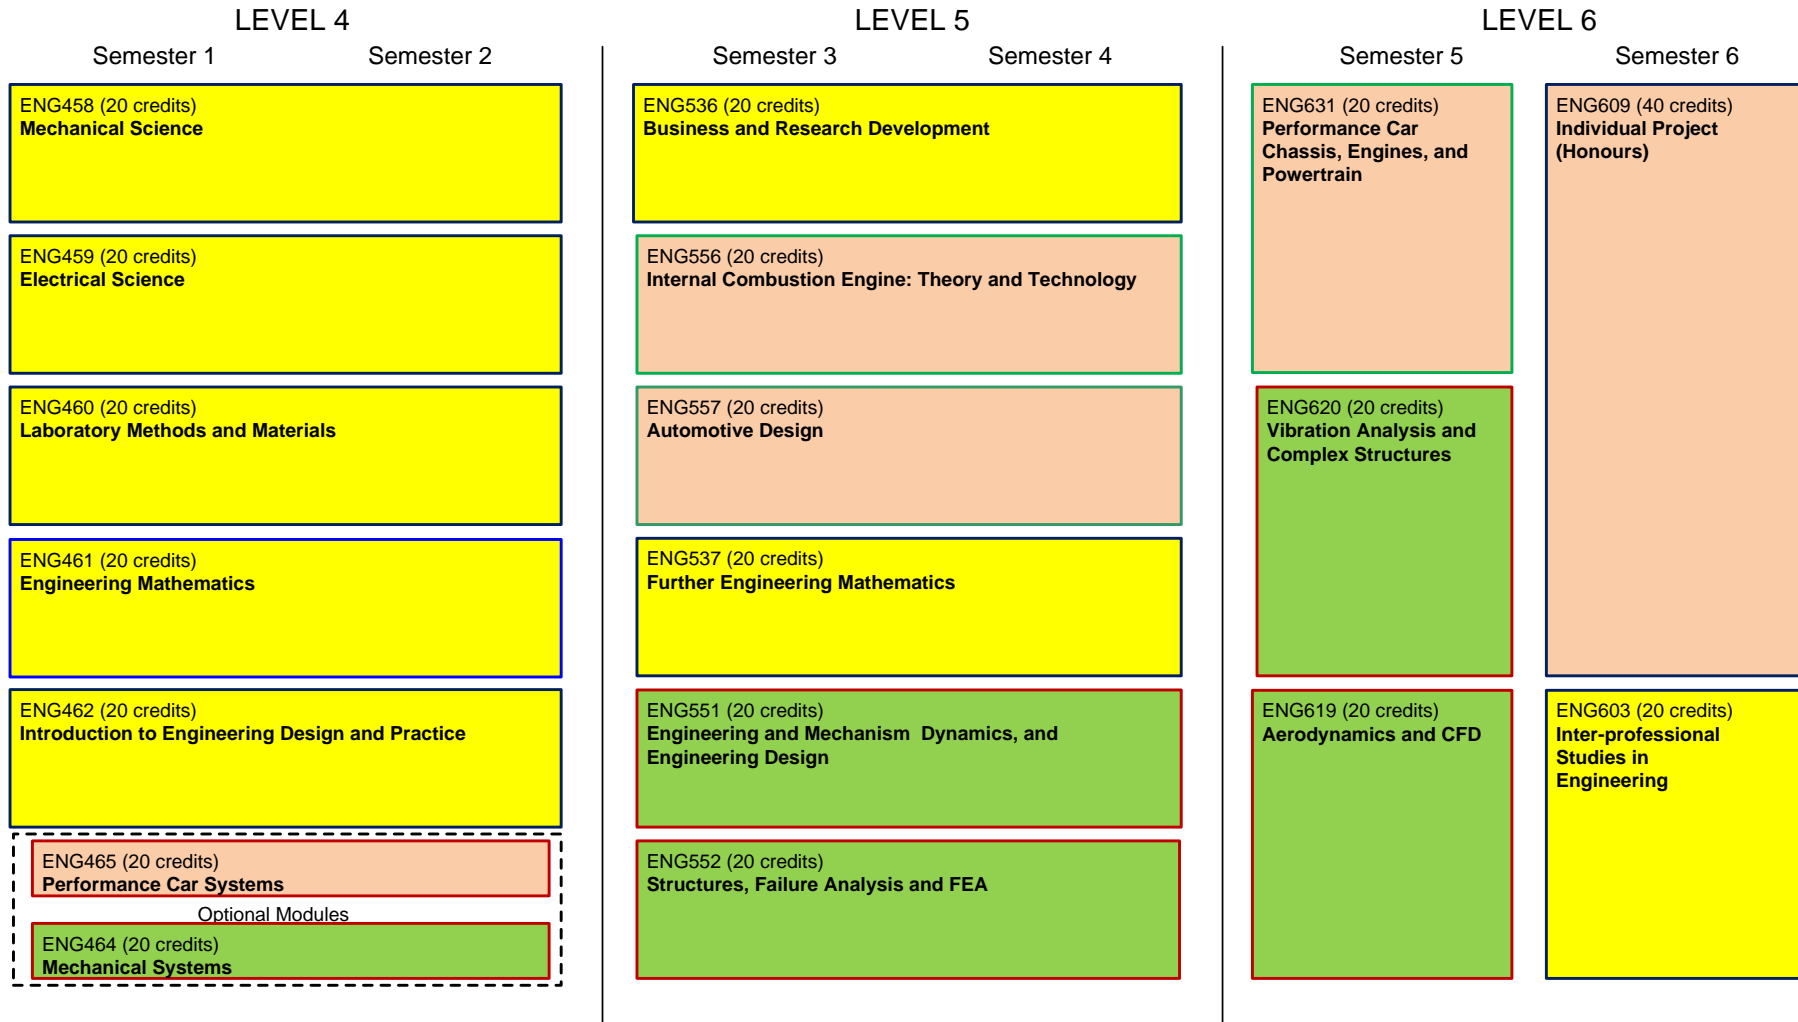 LEVEL 4
Semester 1
Semester 2
ENG458 (20 credits)
Mechanical Science
ENG459 (20 credits)
Electrical Science
ENG460 (20 credits)
Laboratory Methods and Materials
ENG461 (20 credits)
Engineering Mathematics
ENG462 (20 credits)
Introduction to Engineering Design and Practice
ENG465 (20 credits)
Performance Car Systems
Optional Modules
ENG464 (20 credits)
Mechanical Systems
LEVEL 5
Semester 3
Semester 4
ENG536 (20 credits)
Business and Research Development
ENG556 (20 credits)
Internal Combustion Engine: Theory and Technology
ENG557 (20 credits)
Automotive Design
ENG537 (20 credits)
Further Engineering Mathematics
ENG551 (20 credits)
Engineering and Mechanism Dynamics, and
Engineering Design
ENG552 (20 credits)
Structures, Failure Analysis and FEA
LEVEL 6
Semester 5
Semester 6
ENG631 (20 credits)
Performance Car
Chassis, Engines, and
Powertrain
ENG620 (20 credits)
Vibration Analysis and
Complex Structures
ENG619 (20 credits)
Aerodynamics and CFD
ENG609 (40 credits)
Individual Project
(Honours)
ENG603 (20 credits)
Inter-professional
Studies in
Engineering